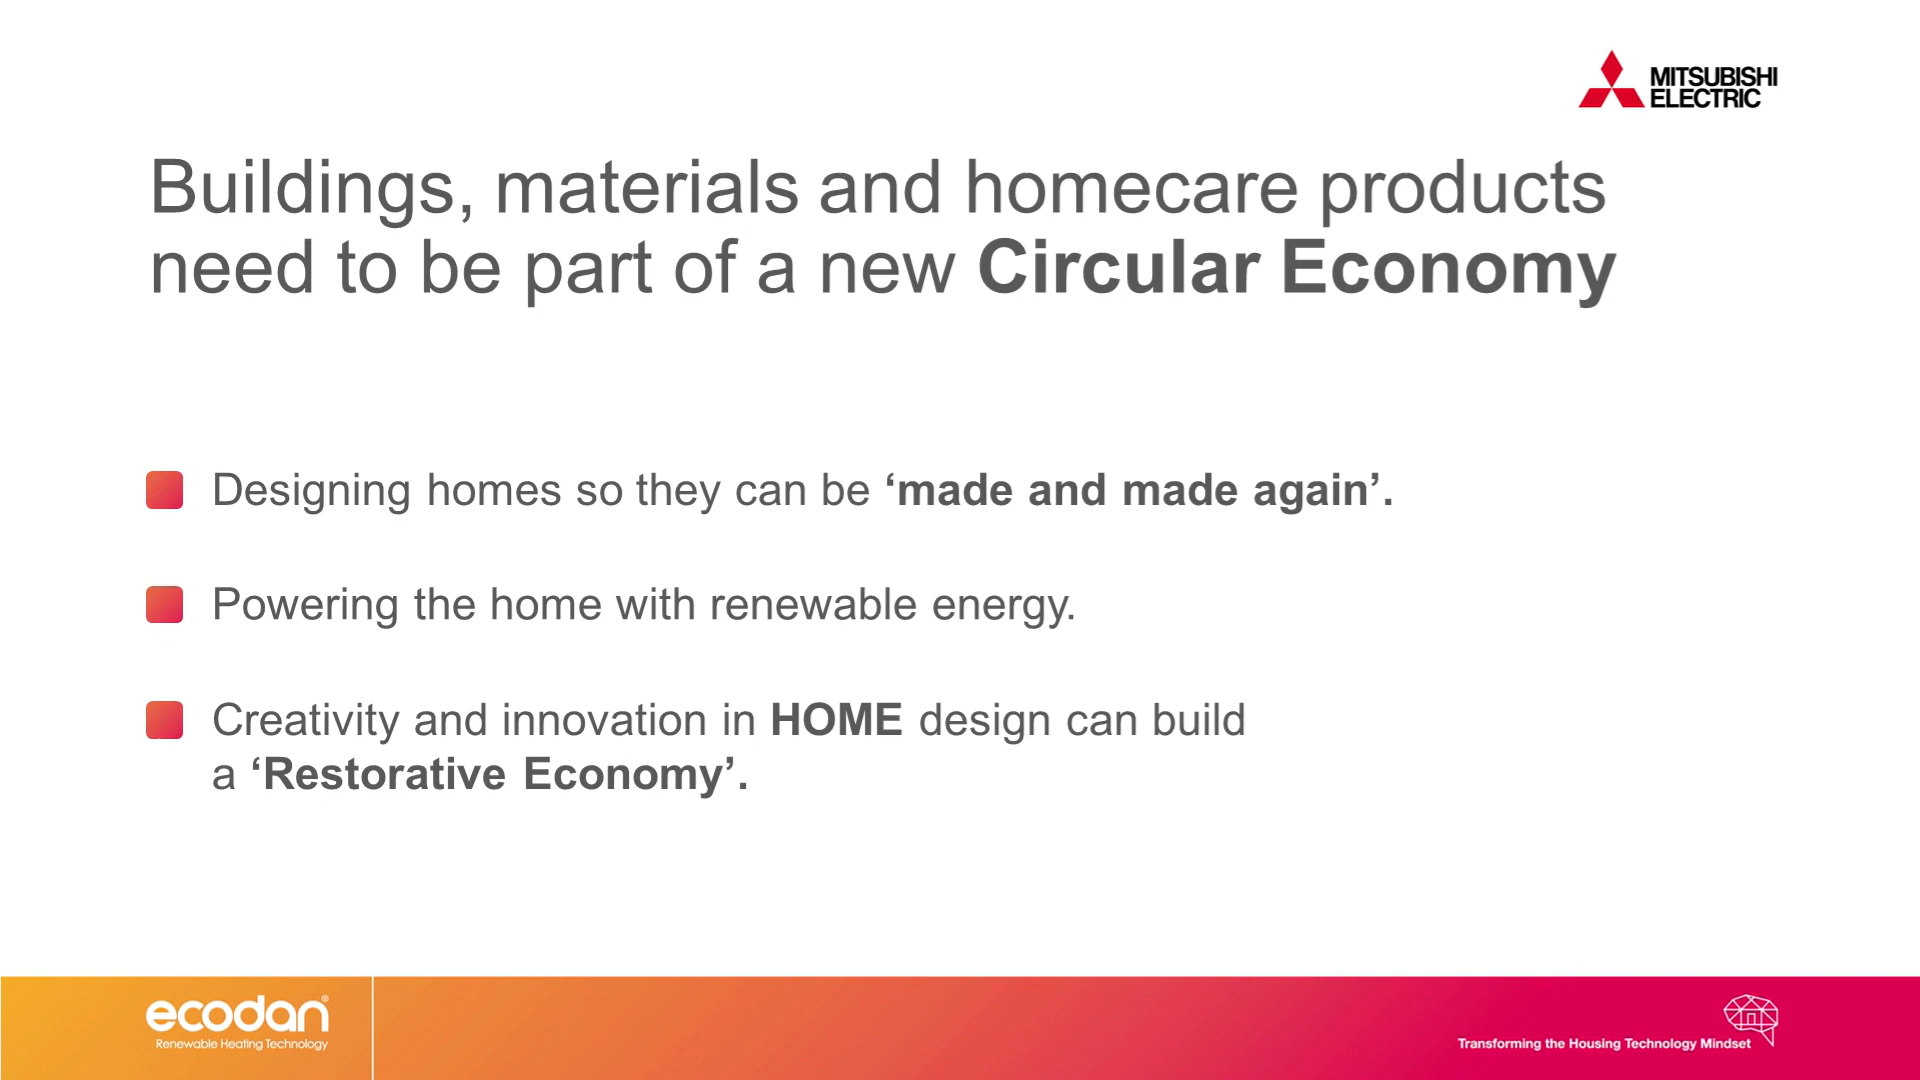 MITSUBISHI
ELECTRIC
Buildings, materials and homecare products
need to be part of a new Circular Economy
Designing homes so they can be ‘made and made again’.
Powering the home with renewable energy.
Creativity and innovation in HOME design can build
a ‘Restorative Economy’.
ecodan®
Renewable Heating Technology
Transforming the Housing Technology Mindset